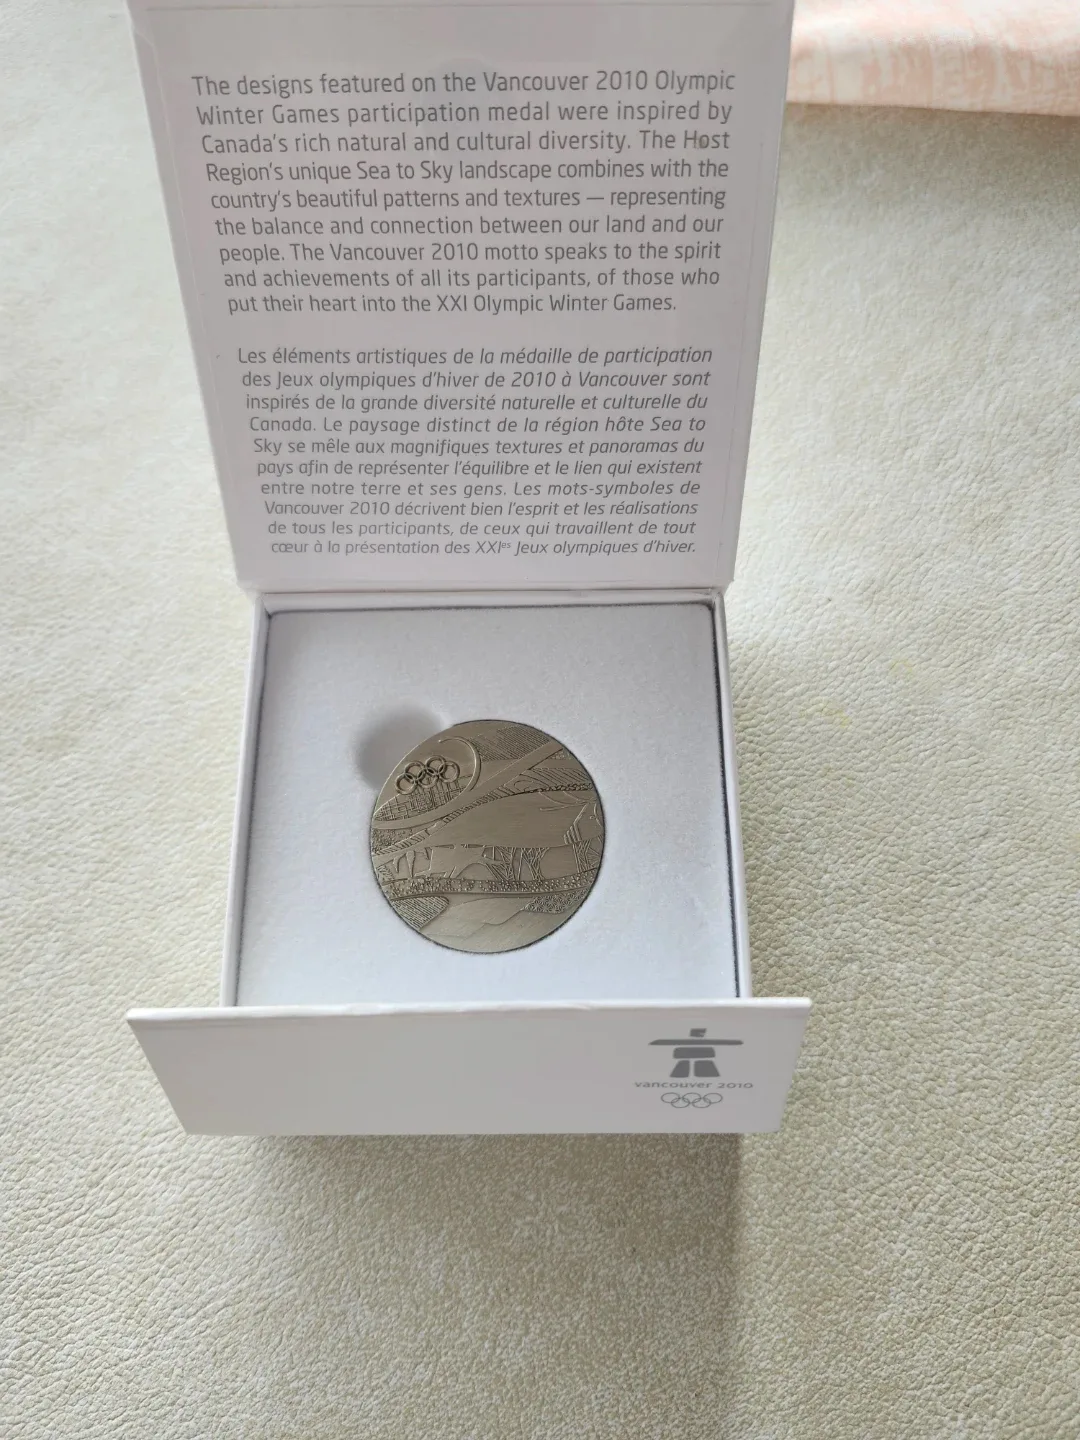 The designs featured on the Vancouver 2010 Olympic
Winter Games participation medal were inspired by
Canada's rich natural and cultural diversity. The Host
Region's unique Sea to Sky landscape combines with the
country's beautiful patterns and textures — representing
the balance and connection between our land and our
people. The Vancouver 2010 motto speaks to the spirit
and achievements of all its participants, of those who
put their heart into the XXI Olympic Winter Games.
Les éléments artistiques de la médaille de participation
des Jeux olympiques d'hiver de 2010 à Vancouver sont
inspirés de la grande diversité naturelle et culturelle du
Canada. Le paysage distinct de la région hôte Sea to
Sky se mêle aux magnifiques textures et panoramas du
pays afin de représenter l'équilibre et le lien qui existent
entre notre terre et ses gens. Les mots-symboles de
Vancouver 2010 décrivent bien l'esprit et les réalisations
de tous les participants, de ceux qui travaillent de tout
cœur à la présentation des XXIes Jeux olympiques d'hiver.
vancouver 2010